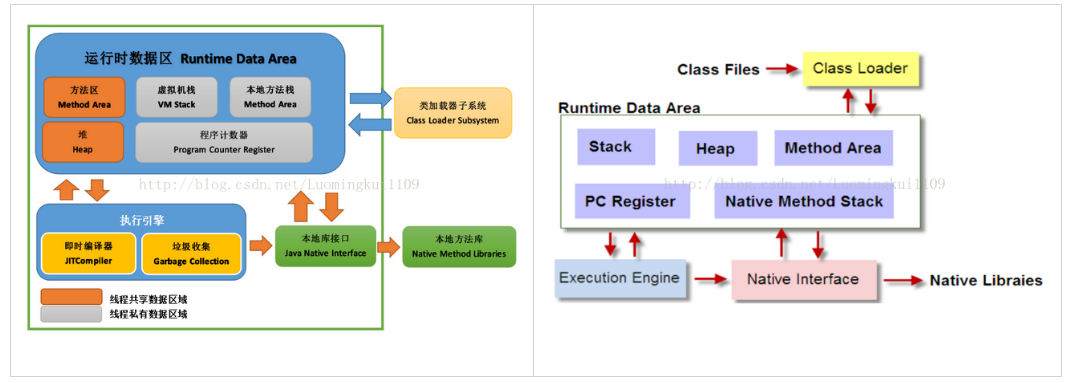 运行时数据区 Runtime Data Area
方法区
Method Area
虚拟机栈
VM Stack
本地方法栈
Method Area
堆
Heap
程序计数器
Program Counter Register
类加载器子系统
Class Loader Subsystem
http://blog.csdn.net/Luomingkui1109
执行引擎
即时编译器
JITCompiler
垃圾收集
Garbage Collection
本地库接口
Java Native Interface
本地方法库
Native Method Libraries
线程共享数据区域
线程私有数据区域
Class Files
Class Loader
Runtime Data Area
Stack
Heap
Method Area
http://blog.csdn.net/Luomingkui1109
PC Register
Native Method Stack
Execution Engine
Native Interface
Native Libraies